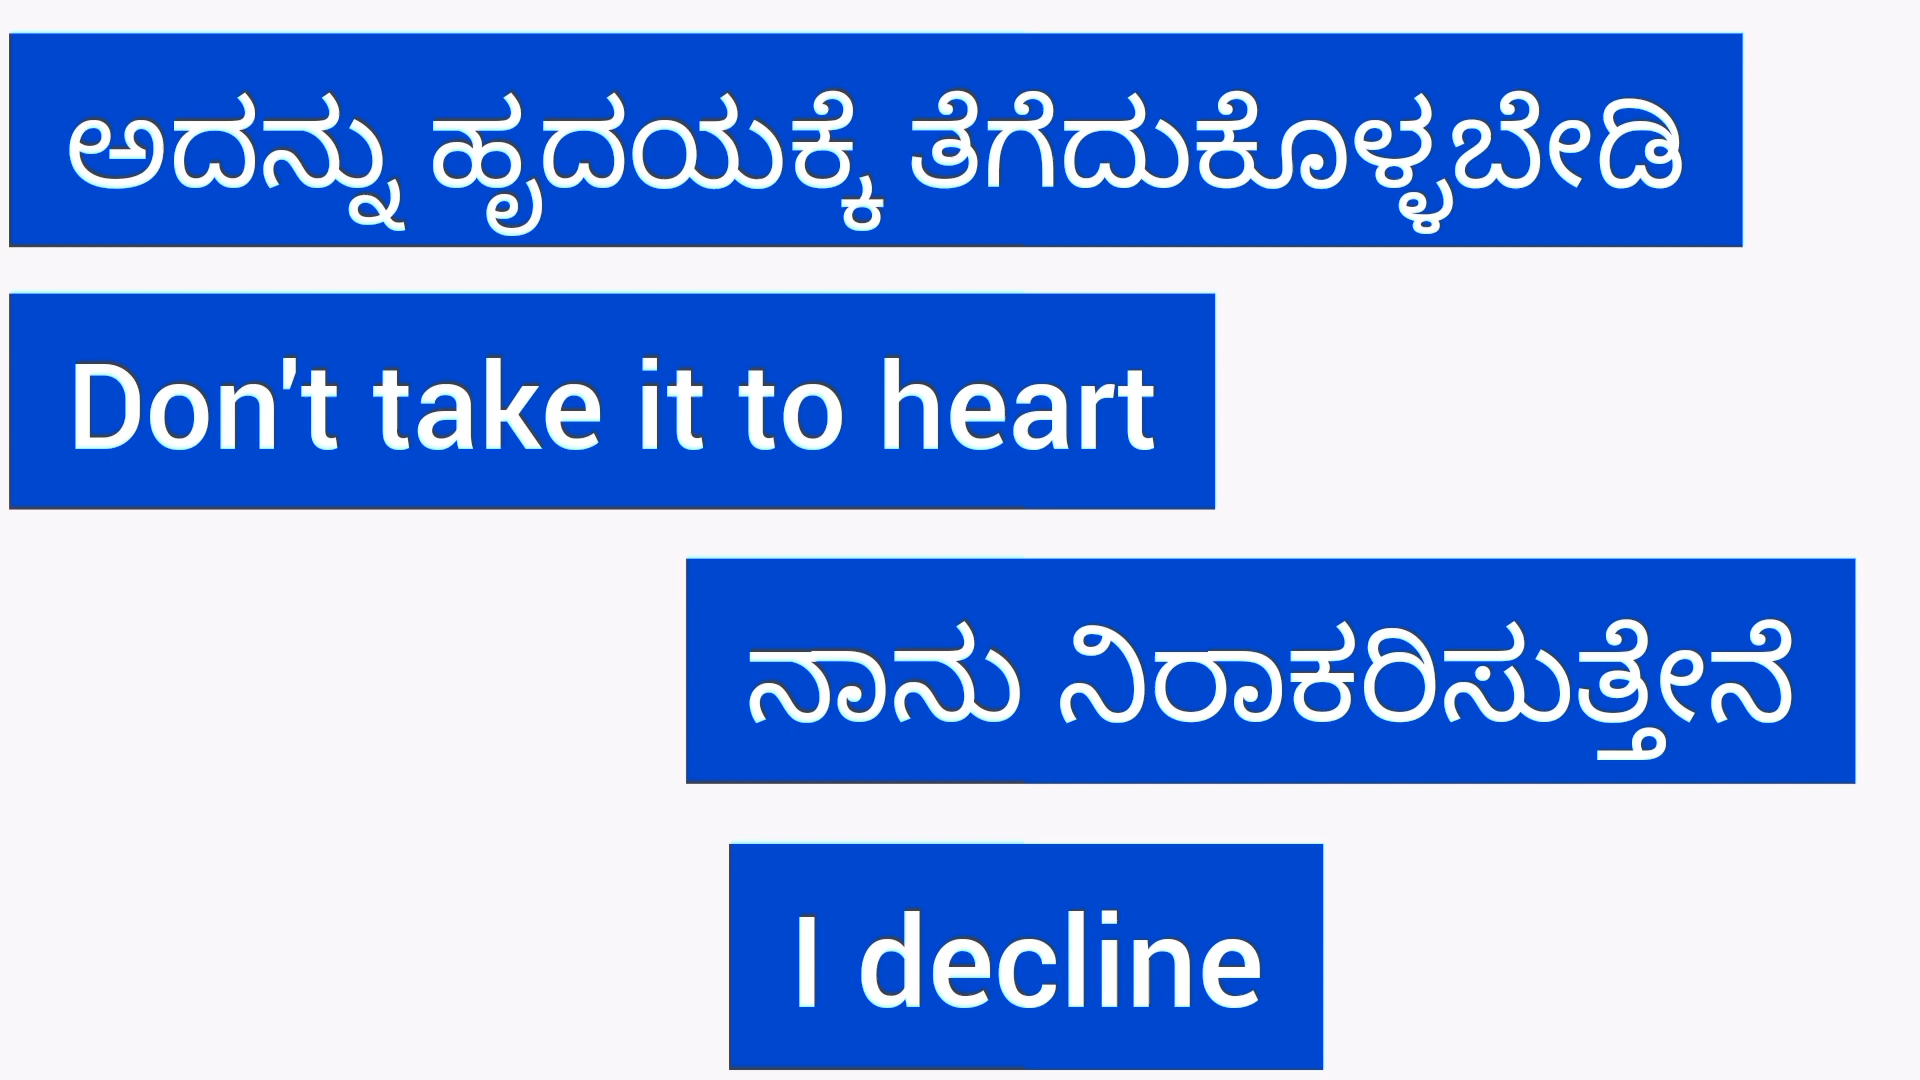 ಅದನ್ನು ಹೃದಯಕ್ಕೆ ತೆಗೆದುಕೊಳ್ಳಬೇಡಿ
Don't take it to heart
ನಾನು ನಿರಾಕರಿಸುತ್ತೇನೆ
I decline